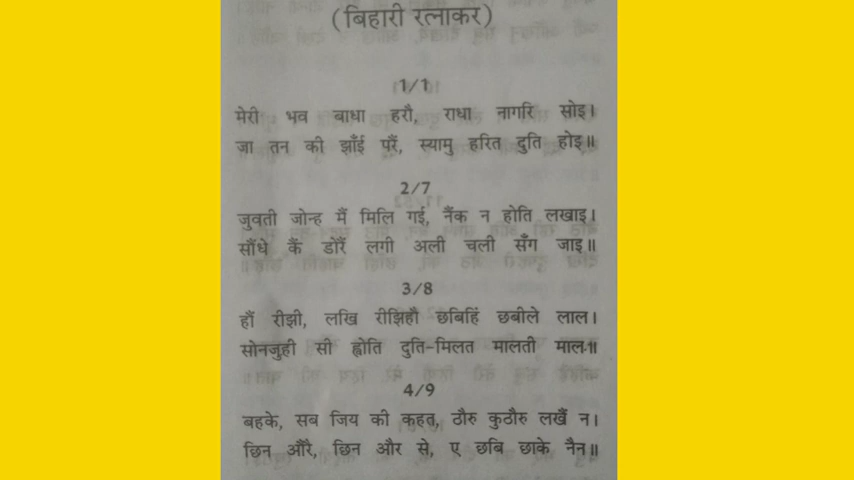 (बिहारी रत्नाकर)
1/1
मेरी भव बाधा हरौ, राधा नागरि सोइ।
जा तन की झाँई परैं, स्यामु हरित दुति होइ॥
2/7
जुवती जोन्ह मैं मिलि गई, नैंक न होति लखाइ।
सौंधे कैं डोरैं लगी अली चली सँग जाइ॥
3/8
हौं रीझी, लखि रीझिहौ छबिहिं छबीले लाल।
सोनजुही सी ह्वोति दुति-मिलत मालती माल॥
4/9
बहके, सब जिय की कहत, ठौरु कुठौरु लखैं न।
छिन औरै, छिन और से, ए छबि छाके नैन॥